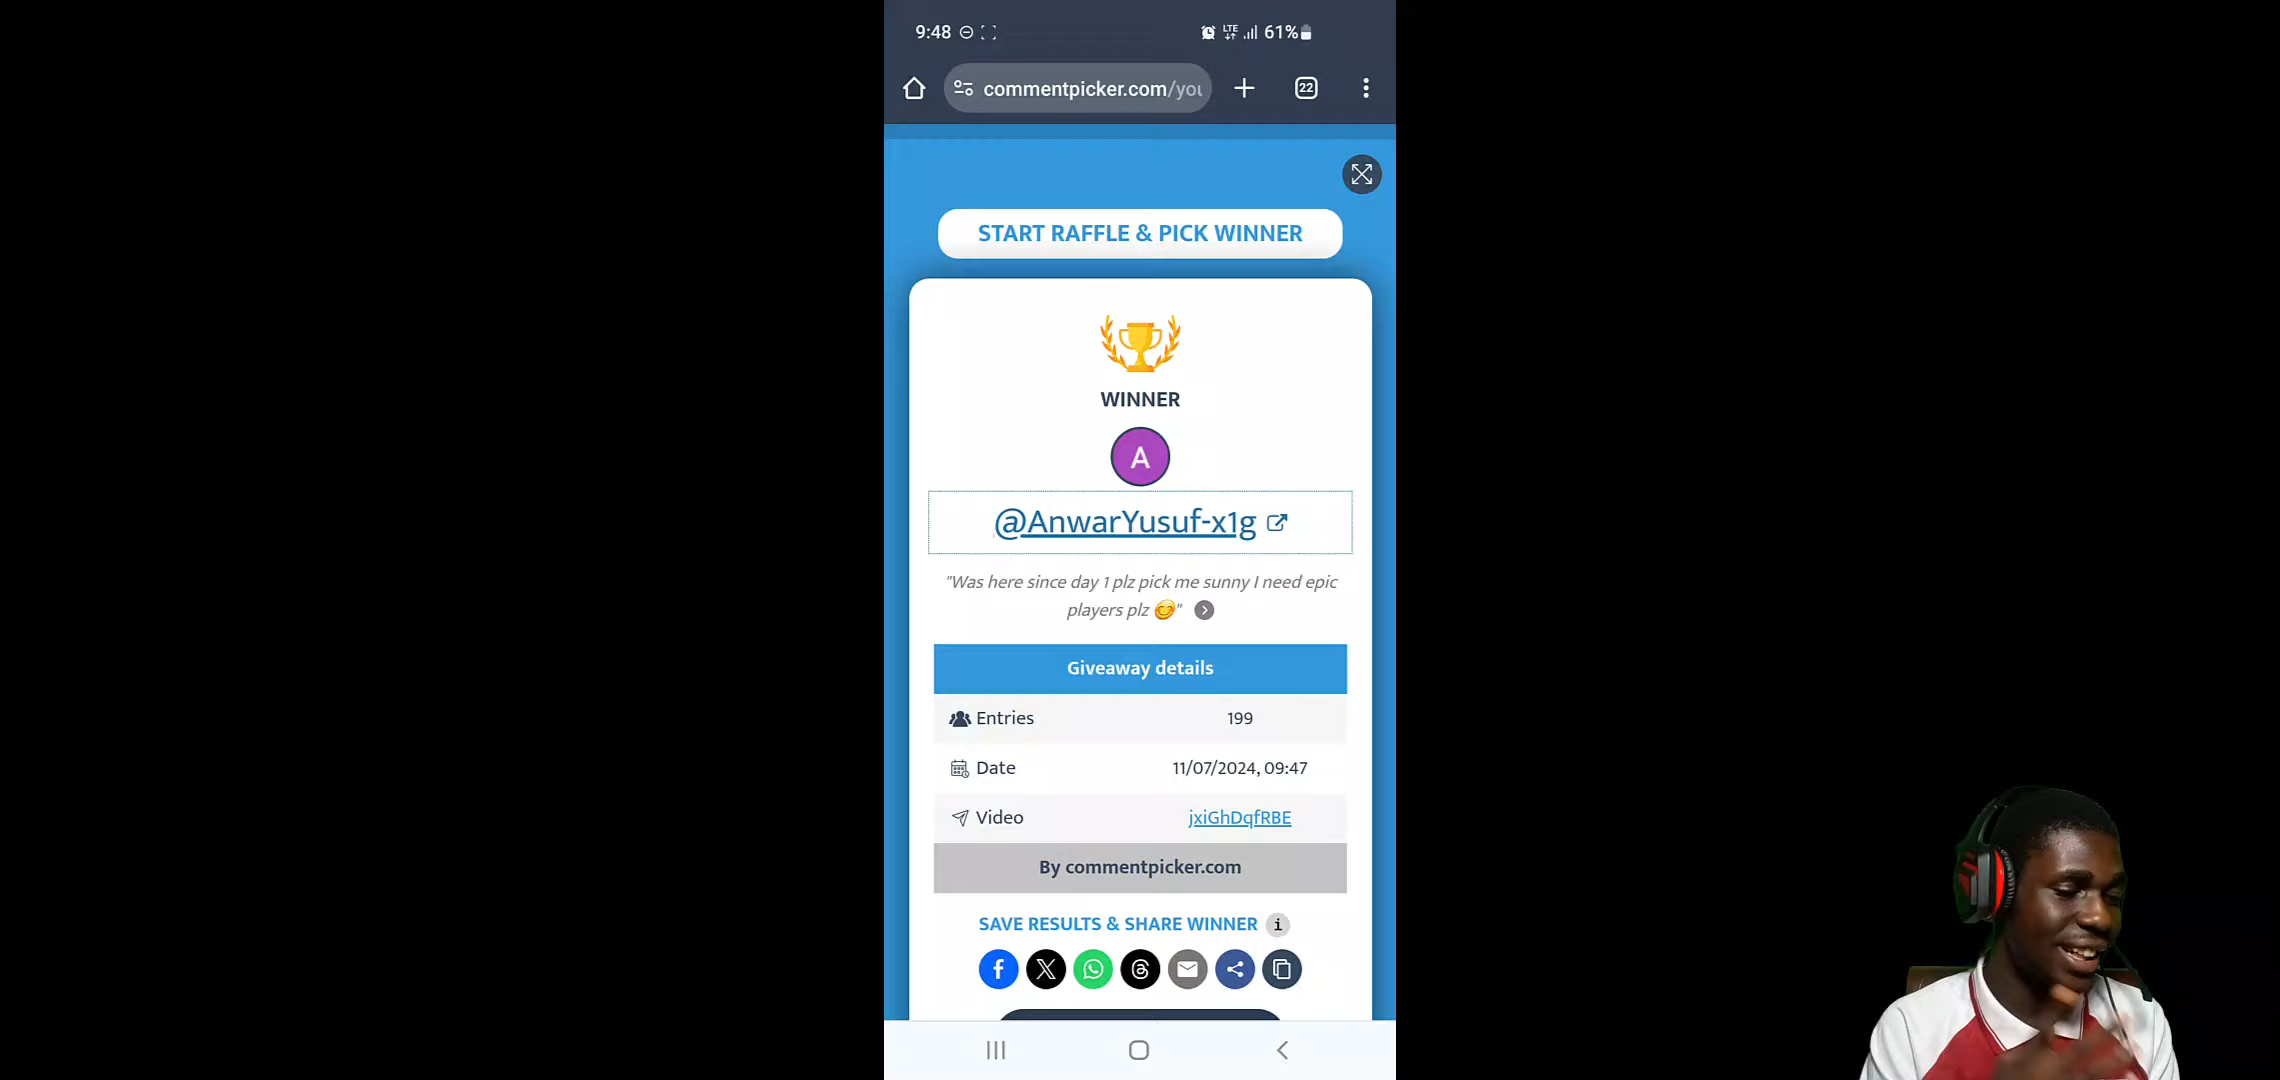 9:48
LTE
61%
commentpicker.com/you
22
START RAFFLE & PICK WINNER
WINNER
A
@AnwarYusuf-x1g
"Was here since day 1 plz pick me sunny I need epic
players plz 😊"
Giveaway details
Entries 199
Date 11/07/2024, 09:47
Video jxiGhDqfRBE
By commentpicker.com
SAVE RESULTS & SHARE WINNER i